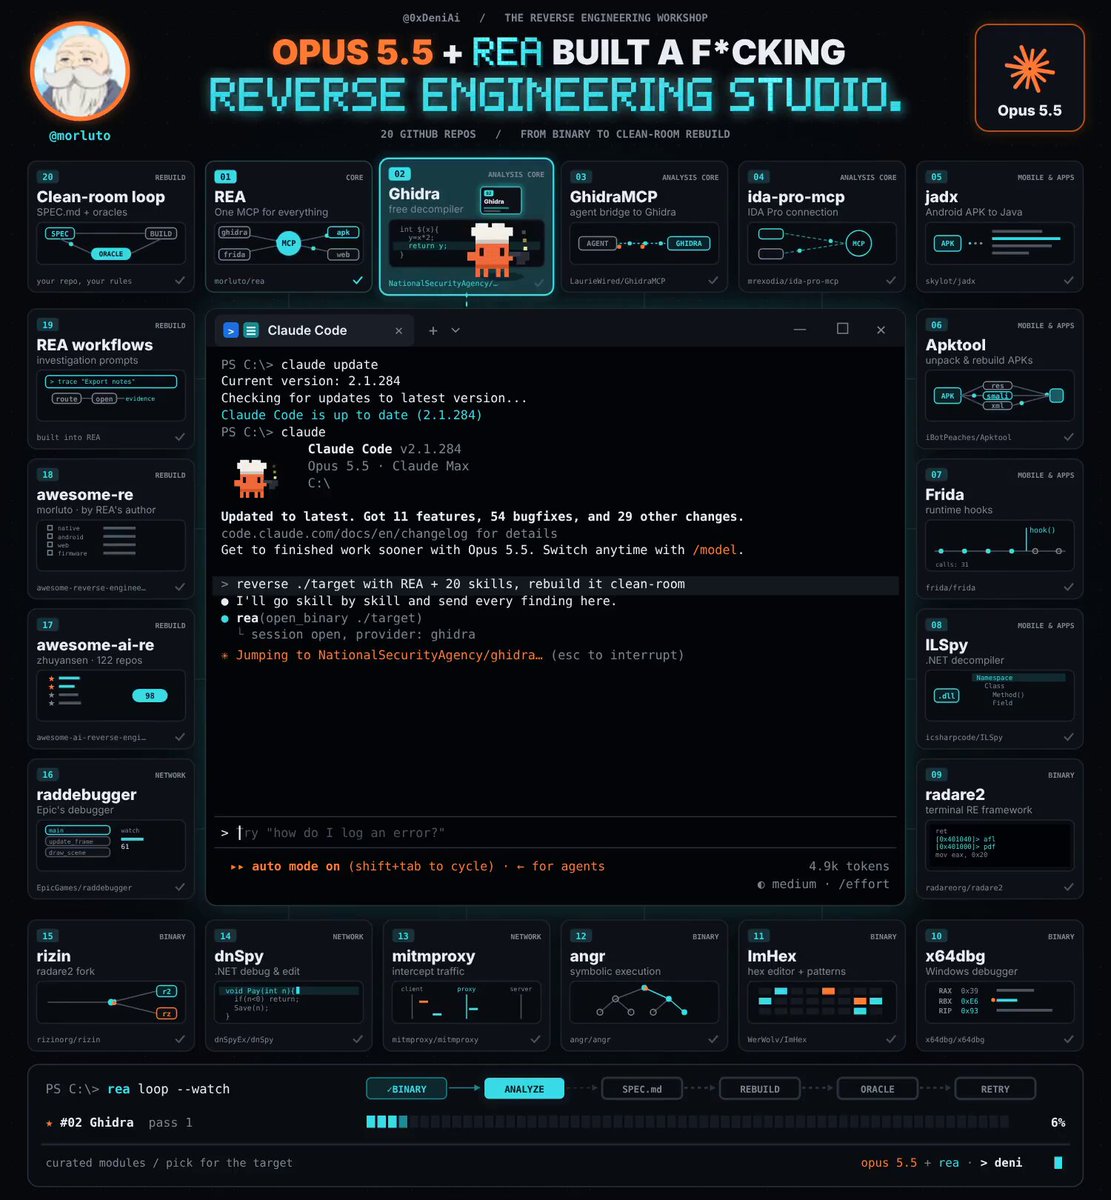 @0xDeniAi / THE REVERSE ENGINEERING WORKSHOP
OPUS 5.5 + REA BUILT A F*CKING
REVERSE ENGINEERING STUDIO.
20 GITHUB REPOS / FROM BINARY TO CLEAN-ROOM REBUILD
@morluto
Opus 5.5
20 REBUILD
Clean-room loop
SPEC.md + oracles
SPEC BUILD
ORACLE
your repo, your rules ✓
01 CORE
REA
One MCP for everything
ghidra apk
MCP
frida web
morluto/rea ✓
02 ANALYSIS CORE
Ghidra
free decompiler
02
Ghidra
int $(x){
y=x*2;
return y;
}
NationalSecurityAgency/…
03 ANALYSIS CORE
GhidraMCP
agent bridge to Ghidra
AGENT GHIDRA
LaurieWired/GhidraMCP ✓
04 ANALYSIS CORE
ida-pro-mcp
IDA Pro connection
MCP
mrexodia/ida-pro-mcp ✓
05 MOBILE & APPS
jadx
Android APK to Java
APK
skylot/jadx ✓
19 REBUILD
REA workflows
investigation prompts
> trace "Export notes"
route open evidence
built into REA ✓
18 REBUILD
awesome-re
morluto · by REA's author
native
android
web
firmware
awesome-reverse-enginee… ✓
17 REBUILD
awesome-ai-re
zhuyansen · 122 repos
98
awesome-ai-reverse-engi… ✓
16 NETWORK
raddebugger
Epic's debugger
main watch
update_frame 61
draw_scene
EpicGames/raddebugger ✓
Claude Code × + — ×
PS C:\> claude update
Current version: 2.1.284
Checking for updates to latest version...
Claude Code is up to date (2.1.284)
PS C:\> claude
Claude Code v2.1.284
Opus 5.5 · Claude Max
C:\
Updated to latest. Got 11 features, 54 bugfixes, and 29 other changes.
code.claude.com/docs/en/changelog for details
Get to finished work sooner with Opus 5.5. Switch anytime with /model.
> reverse ./target with REA + 20 skills, rebuild it clean-room
● I'll go skill by skill and send every finding here.
● rea(open_binary ./target)
└ session open, provider: ghidra
✳ Jumping to NationalSecurityAgency/ghidra… (esc to interrupt)
> ry "how do I log an error?"
▸▸ auto mode on (shift+tab to cycle) · ← for agents 4.9k tokens
◐ medium · /effort
06 MOBILE & APPS
Apktool
unpack & rebuild APKs
APK
res
smali
xml
iBotPeaches/Apktool ✓
07 MOBILE & APPS
Frida
runtime hooks
hook()
calls: 31
frida/frida ✓
08 MOBILE & APPS
ILSpy
.NET decompiler
.dll
Namespace
Class
Method()
Field
icsharpcode/ILSpy ✓
09 BINARY
radare2
terminal RE framework
ret
[0x401040]> afl
[0x401080]> pdf
mov eax, 0x20
radareorg/radare2 ✓
15 BINARY
rizin
radare2 fork
r2
rz
rizinorg/rizin ✓
14 NETWORK
dnSpy
.NET debug & edit
void Pay(int n){
if(n<0) return;
Save(n);
}
dnSpyEx/dnSpy ✓
13 NETWORK
mitmproxy
intercept traffic
client proxy server
mitmproxy/mitmproxy ✓
12 BINARY
angr
symbolic execution
angr/angr ✓
11 BINARY
ImHex
hex editor + patterns
WerWolv/ImHex ✓
10 BINARY
x64dbg
Windows debugger
RAX 0x39
RBX 0xE6
RIP 0x93
x64dbg/x64dbg ✓
PS C:\> rea loop --watch
✓BINARY ANALYZE SPEC.md REBUILD ORACLE RETRY
★ #02 Ghidra pass 1 6%
curated modules / pick for the target
opus 5.5 + rea · > deni